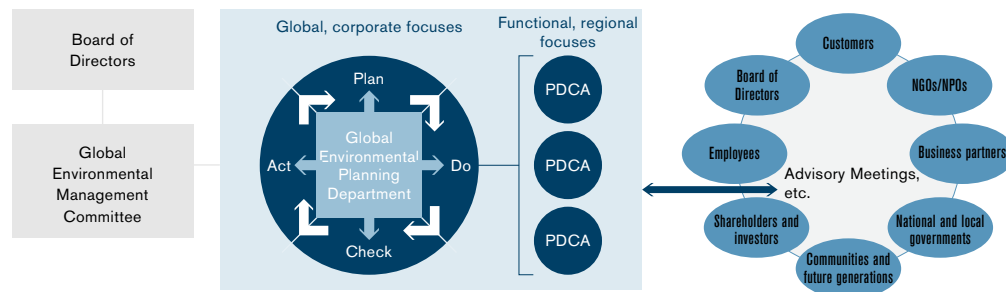 Board of
Directors
Global
Environmental
Management
Committee
Global, corporate focuses
Plan
Act
Global
Environmental
Planning
Department
Do
Check
Functional, regional
focuses
PDCA
PDCA
PDCA
Customers
Board of
Directors
NGOs/NPOs
Employees
Business partners
Advisory Meetings,
etc.
Shareholders and
investors
National and local
governments
Communities and
future generations